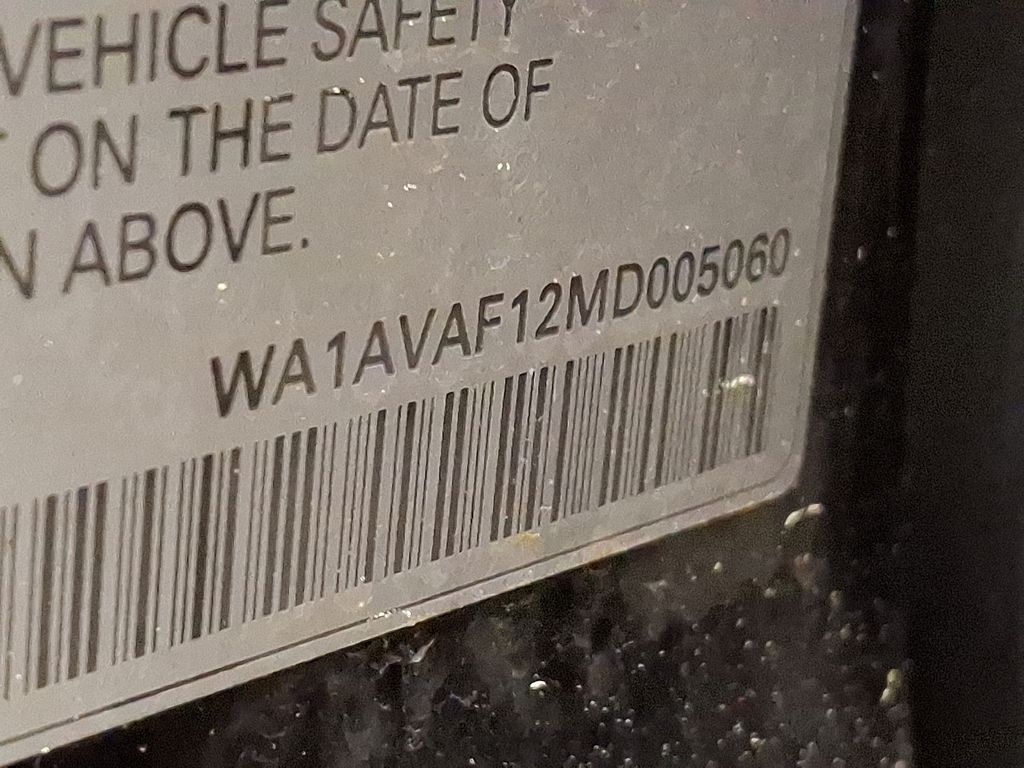 VEHICLE SAFETY
ON THE DATE OF
N ABOVE.
WA1AVAF12MD005060